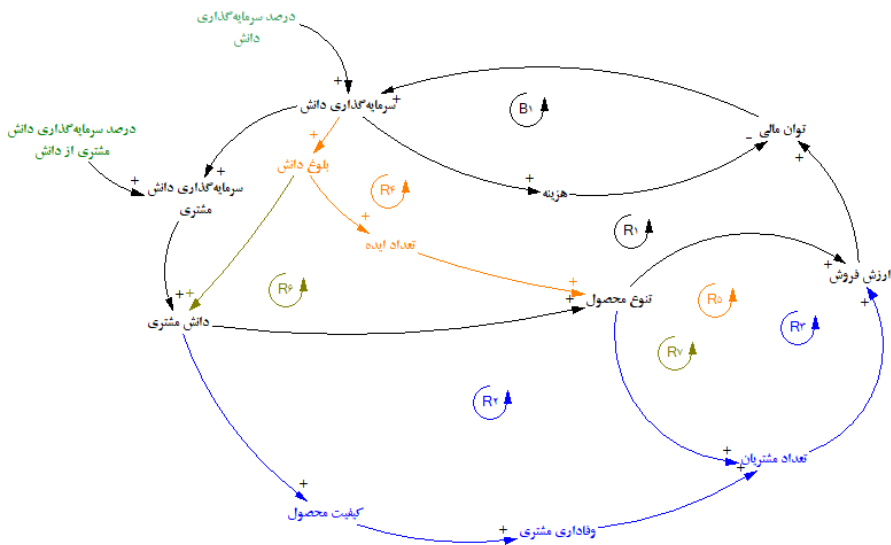 درصد سرمایه‌گذاری
دانش
سرمایه‌گذاری دانش
B۱
توان مالی
درصد سرمایه‌گذاری دانش
مشتری از دانش
بلوغ دانش
سرمایه‌گذاری دانش
مشتری
هزینه
R۴
R۱
تعداد ایده
ارزش فروش
R۶
تنوع محصول
R۵
دانش مشتری
R۳
R۷
R۲
تعداد مشتریان
کیفیت محصول
وفاداری مشتری